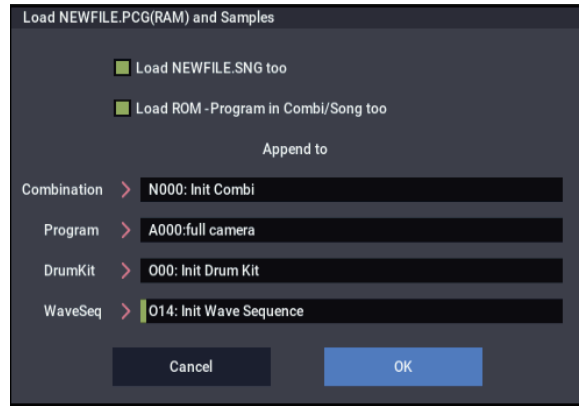 Load NEWFILE.PCG(RAM) and Samples
Load NEWFILE.SNG too
Load ROM -Program in Combi/Song too
Append to
Combination > N000: Init Combi
Program > A000:full camera
DrumKit > O00: Init Drum Kit
WaveSeq > O14: Init Wave Sequence
Cancel OK